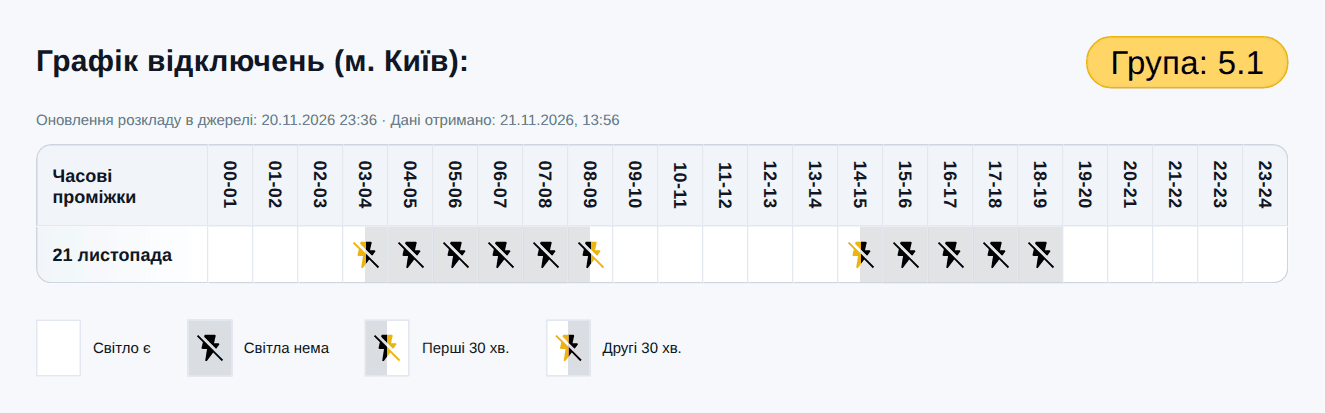 Графік відключень (м. Київ):
Група: 5.1
Оновлення розкладу в джерелі: 20.11.2026 23:36 · Дані отримано: 21.11.2026, 13:56
Часові
проміжки
00-01
01-02
02-03
03-04
04-05
05-06
06-07
07-08
08-09
09-10
10-11
11-12
12-13
13-14
14-15
15-16
16-17
17-18
18-19
19-20
20-21
21-22
22-23
23-24
21 листопада
Світло є
Світла нема
Перші 30 хв.
Другі 30 хв.